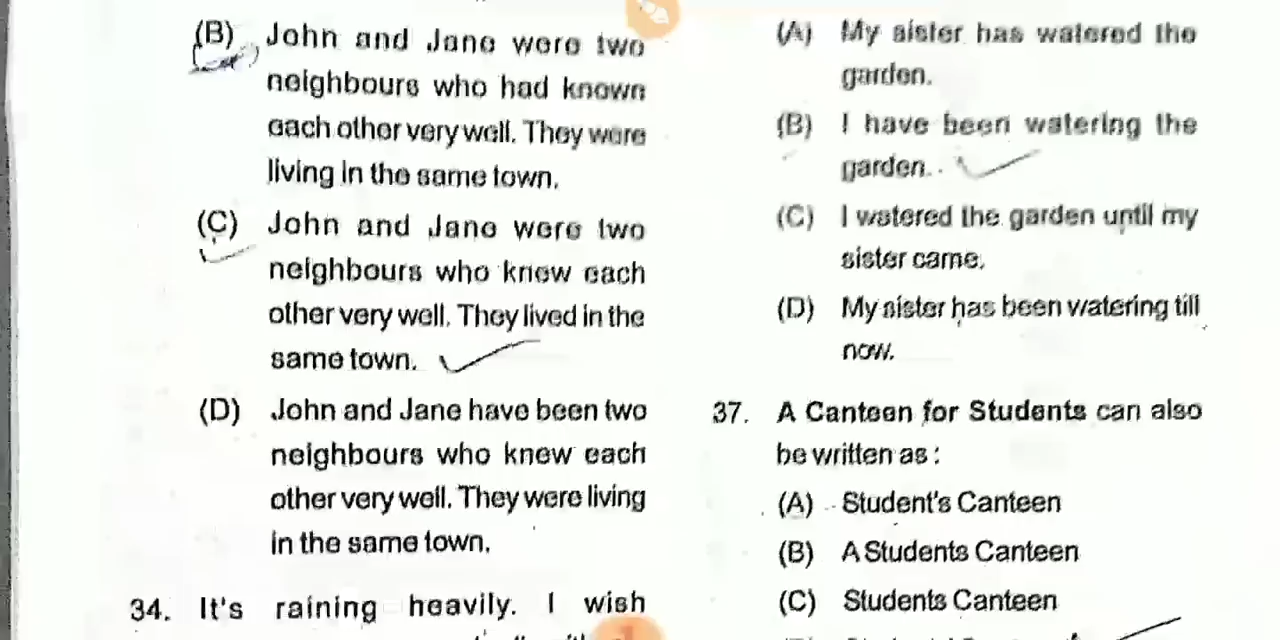 (B) John and Jane were two
neighbours who had known
each other very well. They were
living in the same town.
(C) John and Jane were two
neighbours who knew each
other very well. They lived in the
same town.
(D) John and Jane have been two
neighbours who knew each
other very well. They were living
in the same town.
34. It's raining heavily. I wish
(A) My sister has watered the
garden.
(B) I have been watering the
garden.
(C) I watered the garden until my
sister came.
(D) My sister has been watering till
now.
37. A Canteen for Students can also
be written as :
(A) Student's Canteen
(B) A Students Canteen
(C) Students Canteen